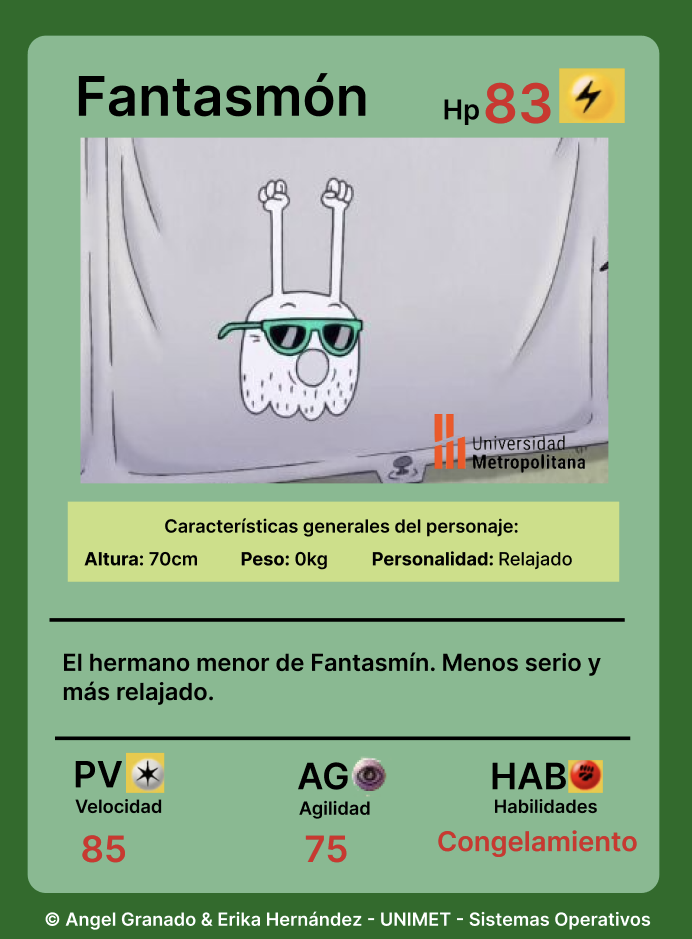 Fantasmón
Hp 83
Universidad
Metropolitana
Características generales del personaje:
Altura: 70cm Peso: 0kg Personalidad: Relajado
El hermano menor de Fantasmín. Menos serio y
más relajado.
PV AG HAB
Velocidad Agilidad Habilidades
85 75 Congelamiento
© Angel Granado & Erika Hernández - UNIMET - Sistemas Operativos